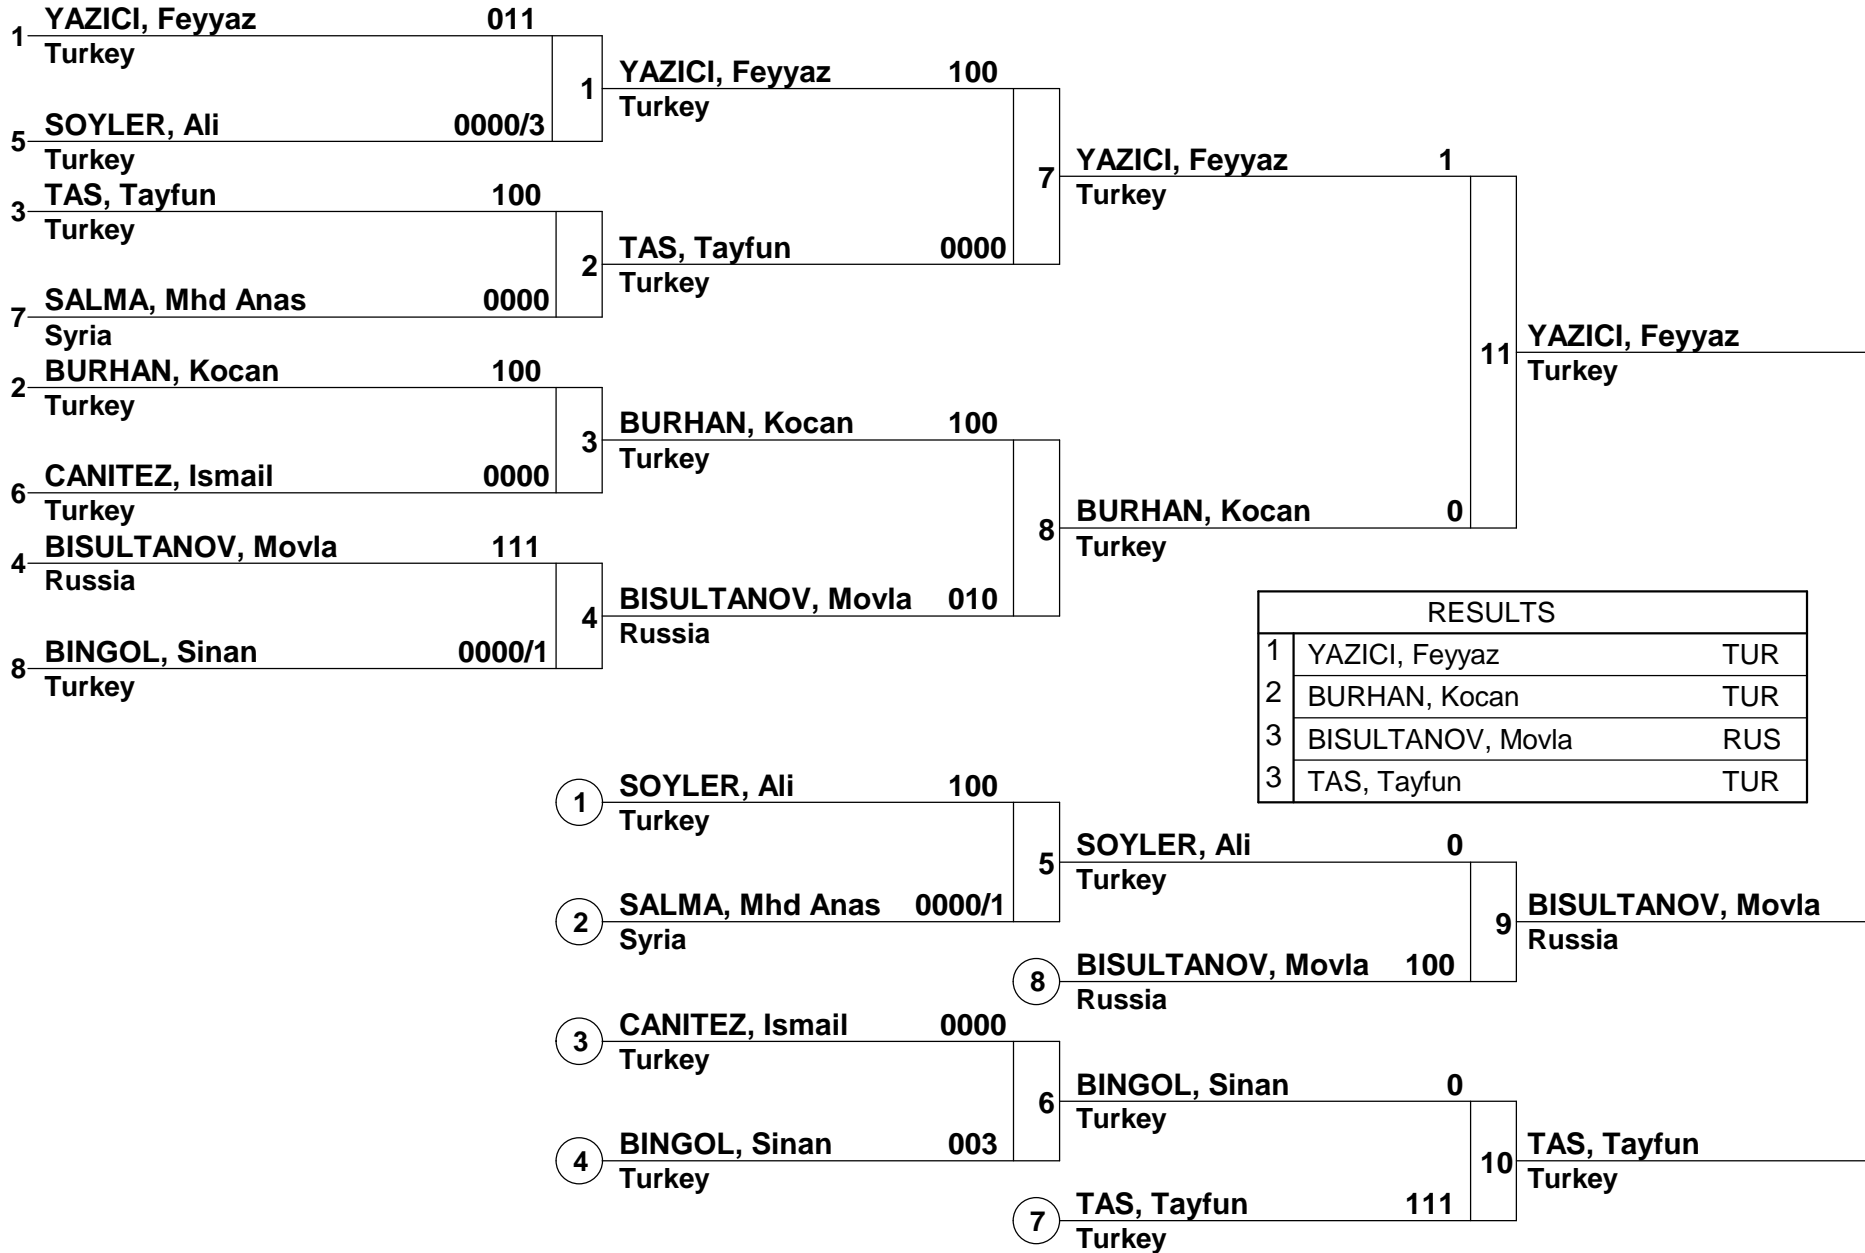 YAZICI, Feyyaz 011
1
Turkey
SOYLER, Ali 0000/3
5
Turkey
1
TAS, Tayfun 100
3
Turkey
SALMA, Mhd Anas 0000
7
Syria
2
BURHAN, Kocan 100
2
Turkey
CANITEZ, Ismail 0000
6
Turkey
3
BISULTANOV, Movla 111
4
Russia
BINGOL, Sinan 0000/1
8
Turkey
4
YAZICI, Feyyaz 100
Turkey
TAS, Tayfun 0000
Turkey
7
BURHAN, Kocan 100
Turkey
BISULTANOV, Movla 010
Russia
8
YAZICI, Feyyaz 1
Turkey
BURHAN, Kocan 0
Turkey
11
YAZICI, Feyyaz
Turkey
RESULTS
1 YAZICI, Feyyaz TUR
2 BURHAN, Kocan TUR
3 BISULTANOV, Movla RUS
3 TAS, Tayfun TUR
SOYLER, Ali 100
1
Turkey
SALMA, Mhd Anas 0000/1
2
Syria
5
SOYLER, Ali 0
Turkey
BISULTANOV, Movla 100
8
Russia
9
BISULTANOV, Movla
Russia
CANITEZ, Ismail 0000
3
Turkey
BINGOL, Sinan 003
4
Turkey
6
BINGOL, Sinan 0
Turkey
TAS, Tayfun 111
7
Turkey
10
TAS, Tayfun
Turkey